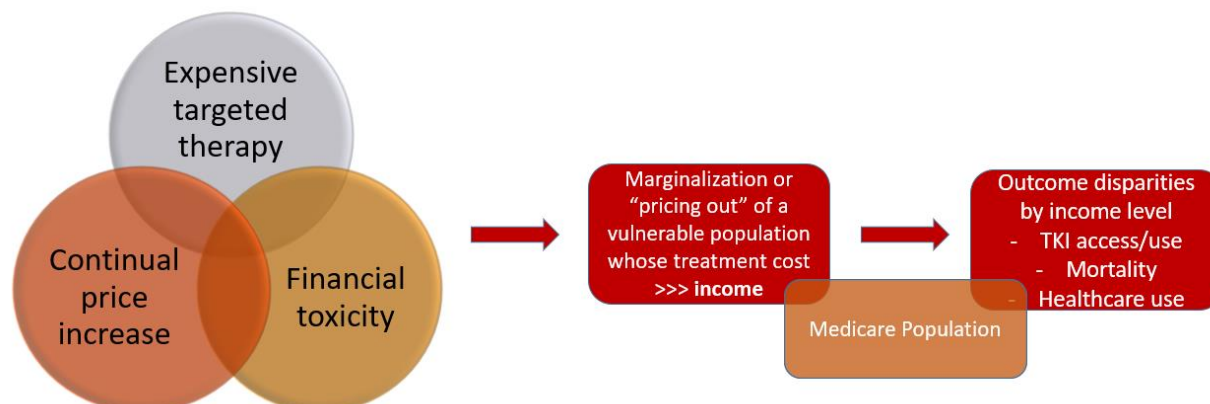 Expensive
targeted
therapy
Continual
price
increase
Financial
toxicity
Marginalization or
“pricing out” of a
vulnerable population
whose treatment cost
>>> income
Outcome disparities
by income level
- TKI access/use
- Mortality
- Healthcare use
Medicare Population